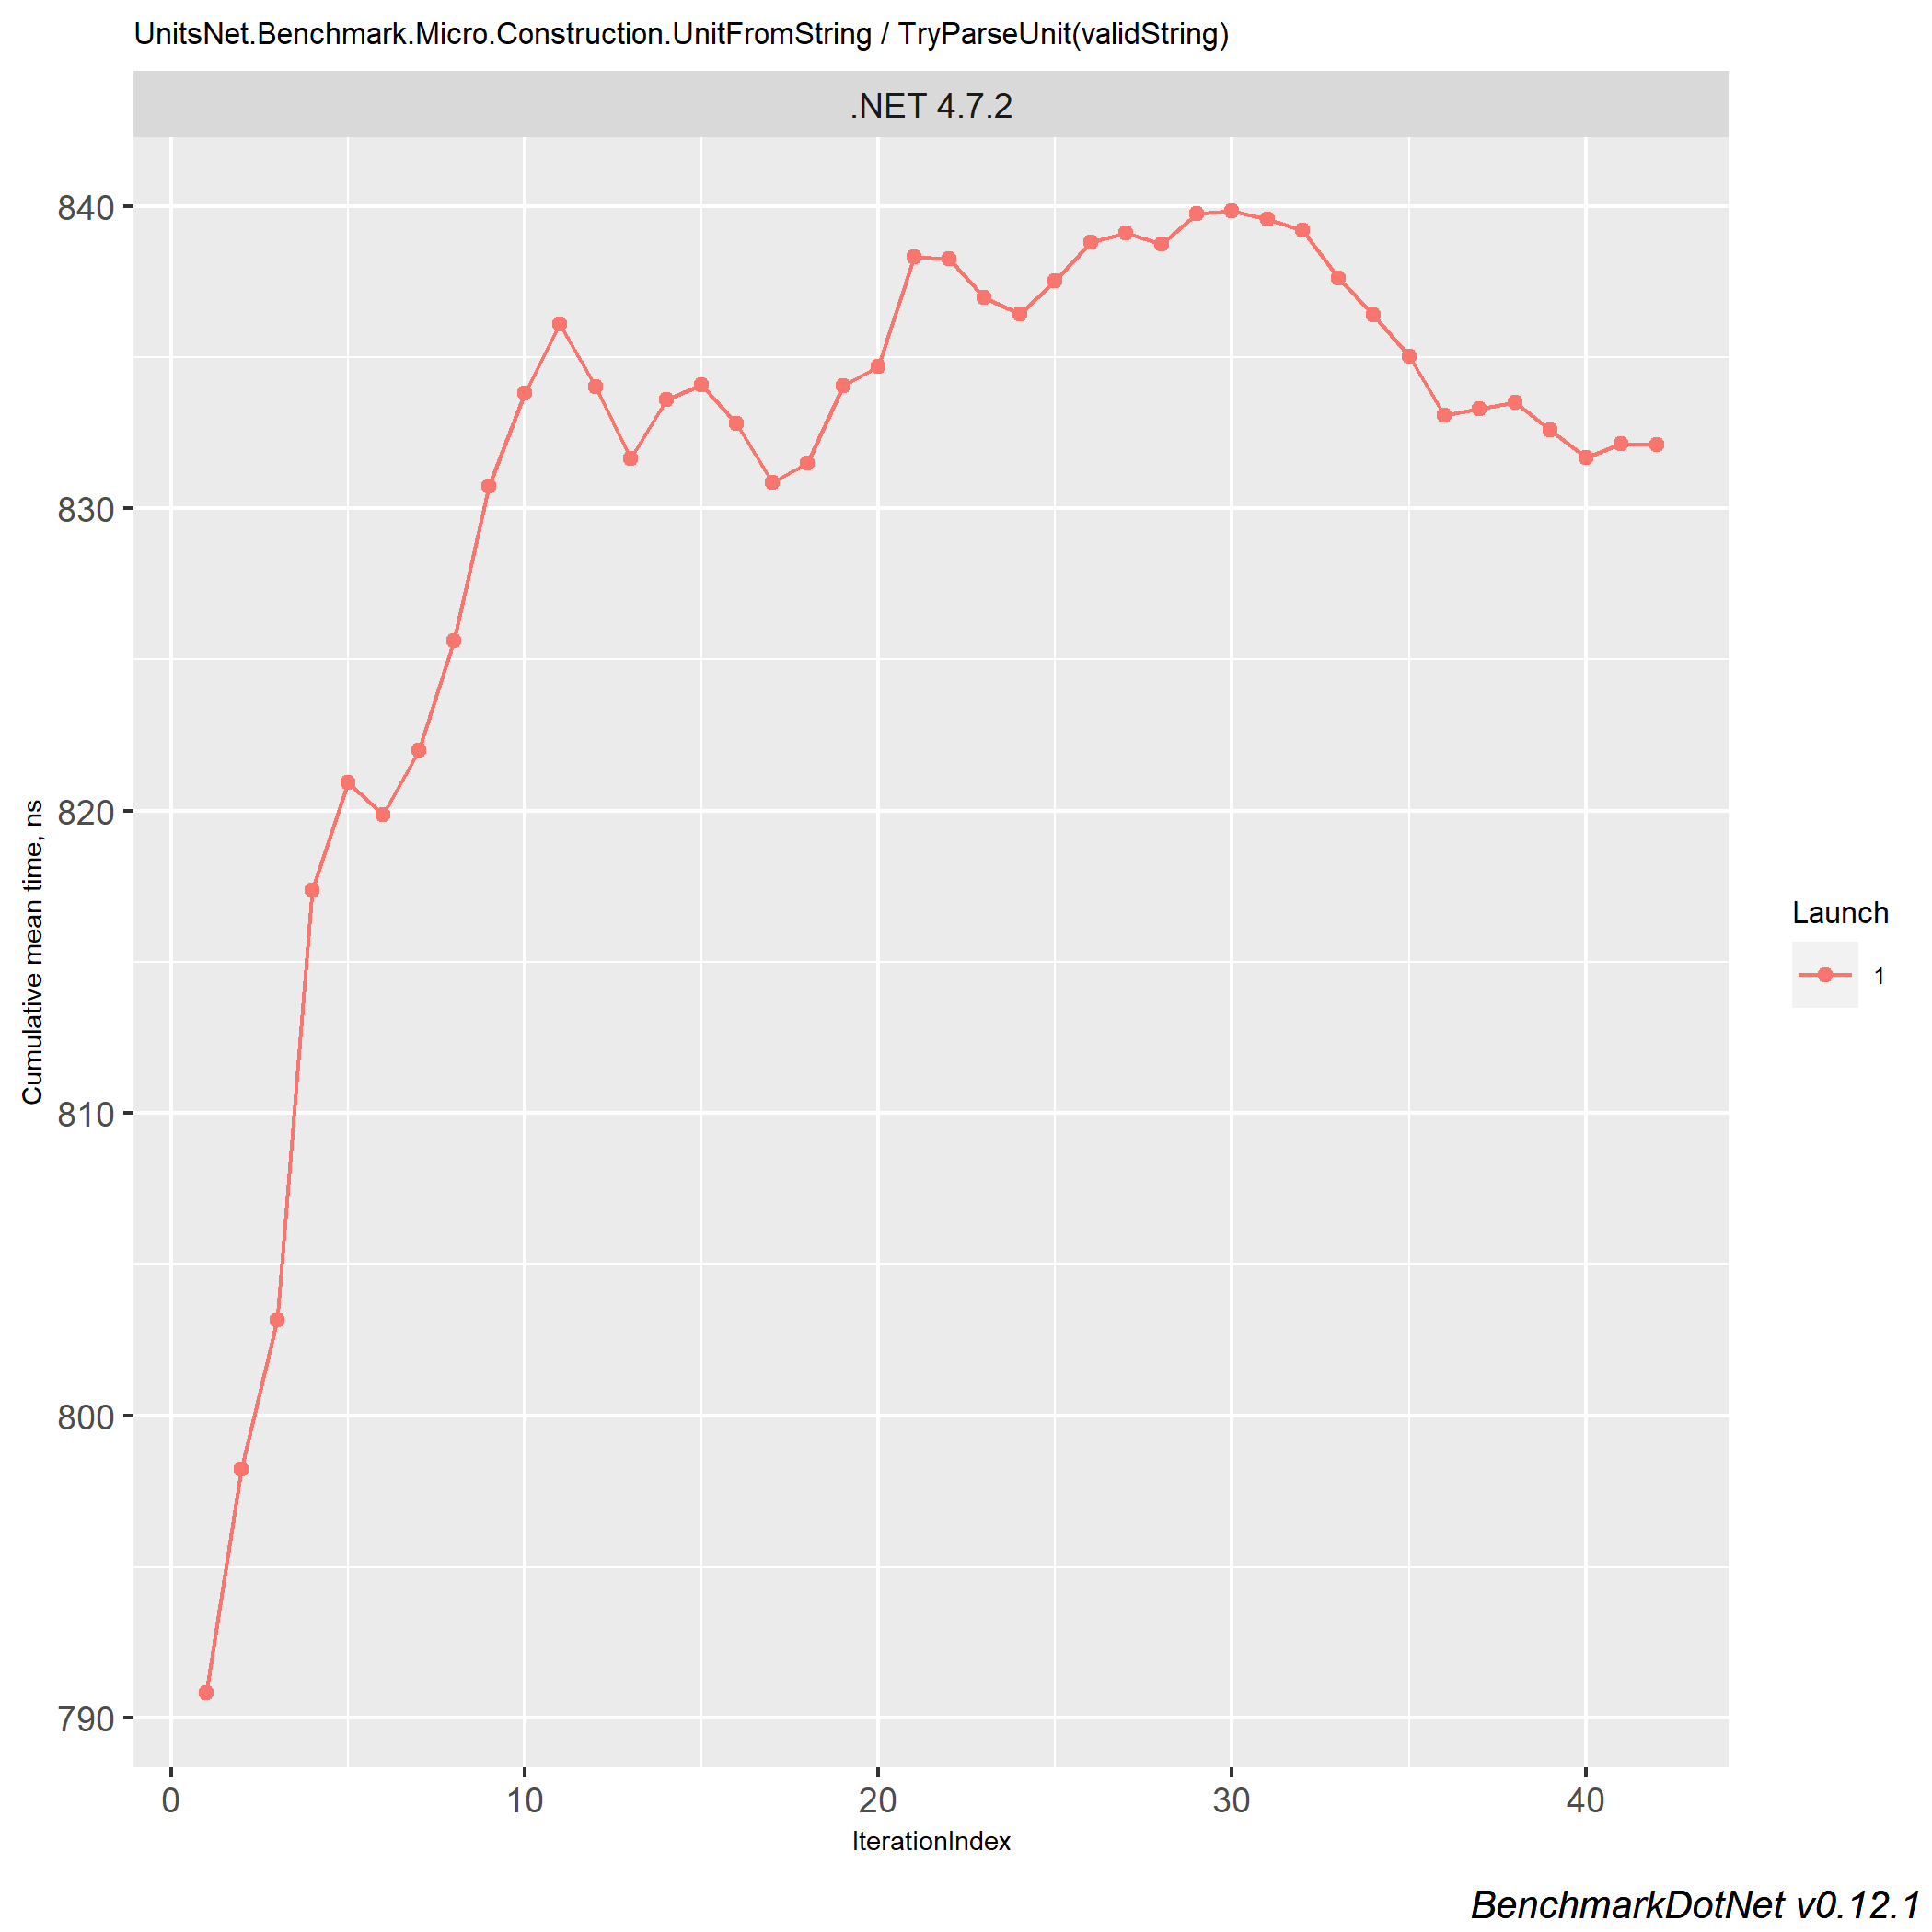 UnitsNet.Benchmark.Micro.Construction.UnitFromString / TryParseUnit(validString)
.NET 4.7.2
840
830
820
810
800
790
Cumulative mean time, ns
0 10 20 30 40
IterationIndex
Launch
1
BenchmarkDotNet v0.12.1